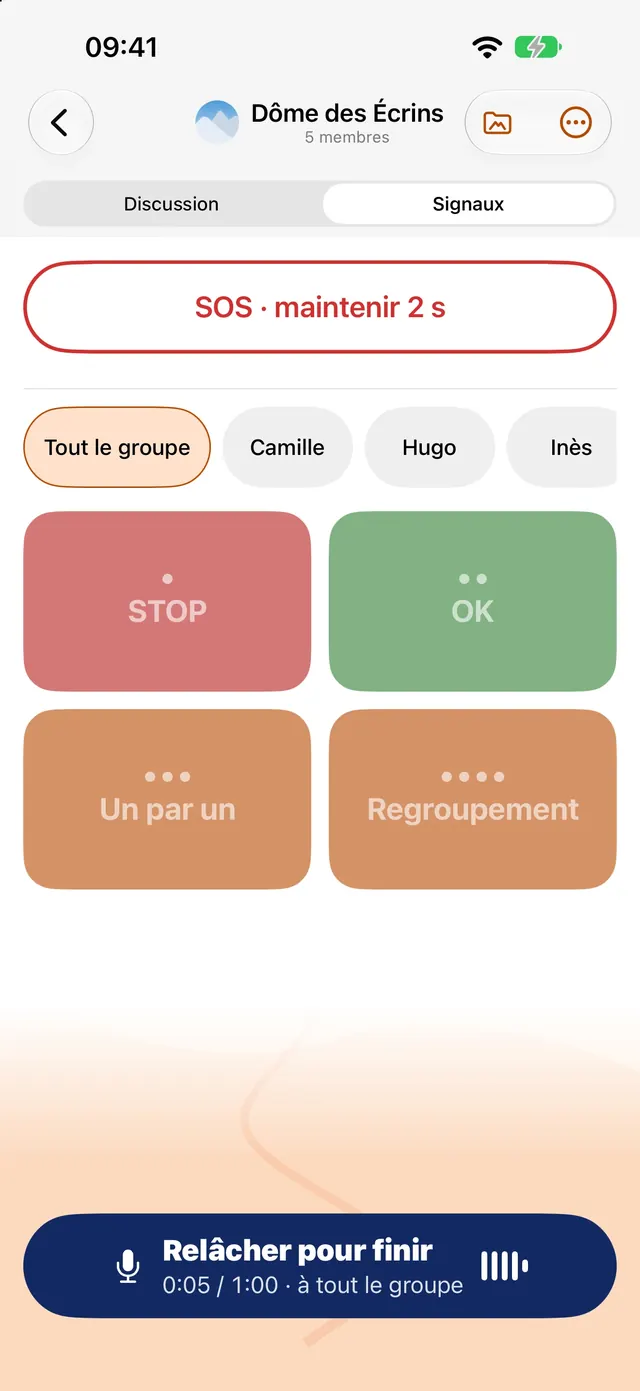 09:41
Dôme des Écrins
5 membres
Discussion
Signaux
SOS · maintenir 2 s
Tout le groupe
Camille
Hugo
Inès
STOP
OK
Un par un
Regroupement
Relâcher pour finir
0:05 / 1:00 · à tout le groupe